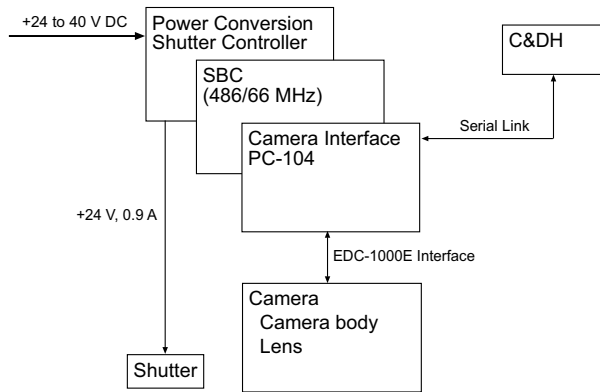 +24 to 40 V DC
Power Conversion
Shutter Controller
C&DH
SBC
(486/66 MHz)
Camera Interface
PC-104
Serial Link
+24 V, 0.9 A
EDC-1000E Interface
Camera
Camera body
Lens
Shutter